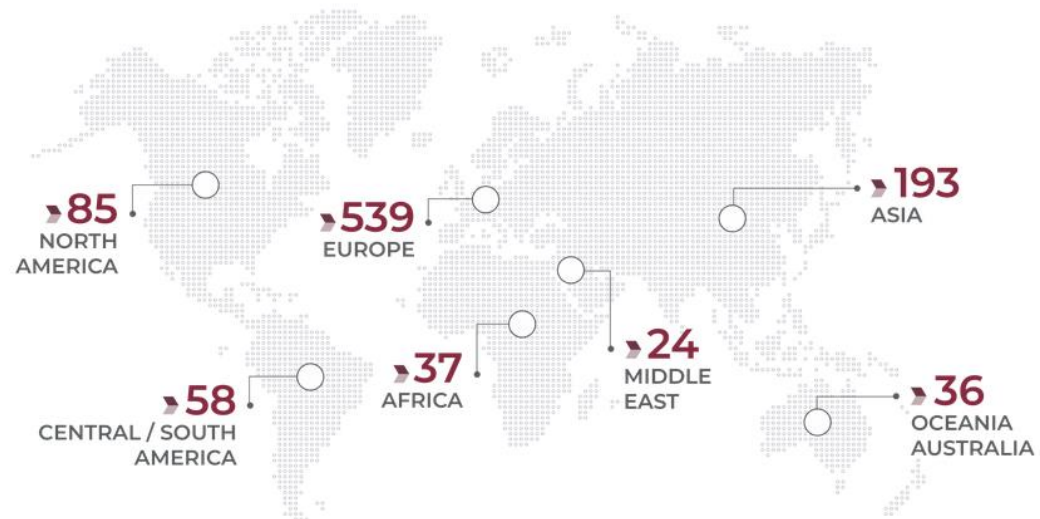 85
NORTH
AMERICA
539
EUROPE
193
ASIA
58
CENTRAL / SOUTH
AMERICA
37
AFRICA
24
MIDDLE
EAST
36
OCEANIA
AUSTRALIA